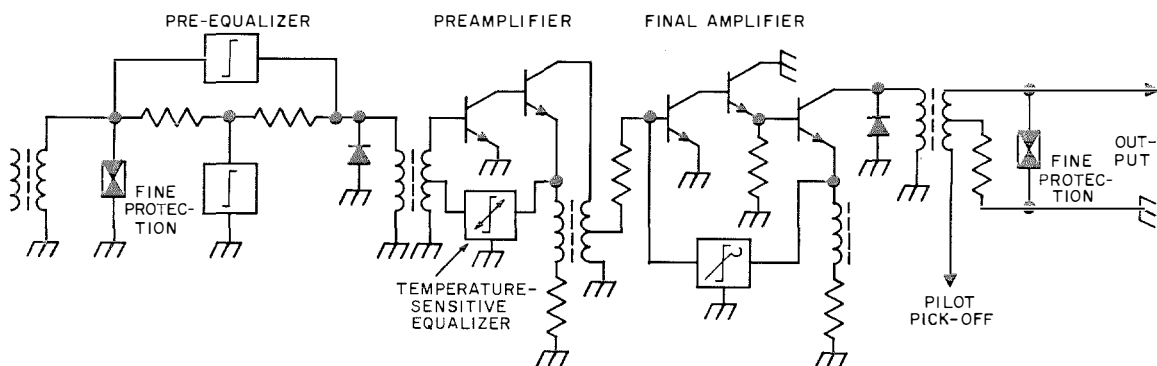 PRE-EQUALIZER
PREAMPLIFIER
FINAL AMPLIFIER
FINE
PROTEC-
TION
TEMPERATURE-
SENSITIVE
EQUALIZER
OUT-
PUT
FINE
PROTEC-
TION
PILOT
PICK-OFF